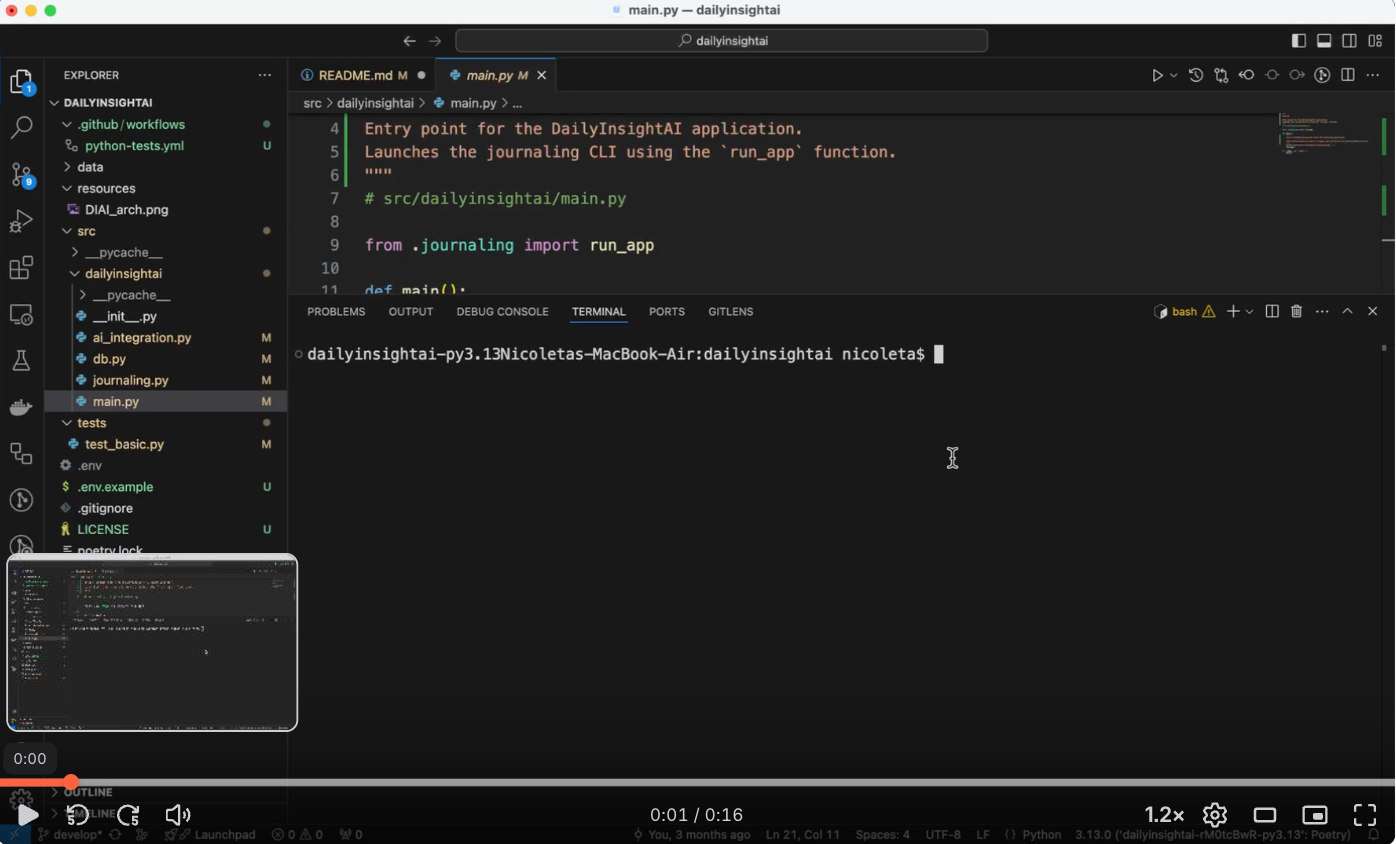 main.py — dailyinsightai
dailyinsightai
1
9
EXPLORER
DAILYINSIGHTAI
.github/workflows
python-tests.yml U
data
resources
DIAI_arch.png
src
__pycache__
dailyinsightai
__pycache__
__init__.py
ai_integration.py M
db.py M
journaling.py M
main.py M
tests
test_basic.py M
.env
$ .env.example U
.gitignore
LICENSE U
poetry.lock
OUTLINE
TIMELINE
README.md M
main.py M
src > dailyinsightai > main.py > ...
4 Entry point for the DailyInsightAI application.
5 Launches the journaling CLI using the `run_app` function.
6 """
7 # src/dailyinsightai/main.py
8
9 from .journaling import run_app
10
11 def main():
PROBLEMS OUTPUT DEBUG CONSOLE TERMINAL PORTS GITLENS
bash
dailyinsightai-py3.13Nicoletas-MacBook-Air:dailyinsightai nicoleta$
0:00
0:01 / 0:16
1.2×
develop* Launchpad 0 0 0 You, 3 months ago Ln 21, Col 11 Spaces: 4 UTF-8 LF {} Python 3.13.0 ('dailyinsightai-rM0tcBwR-py3.13': Poetry)